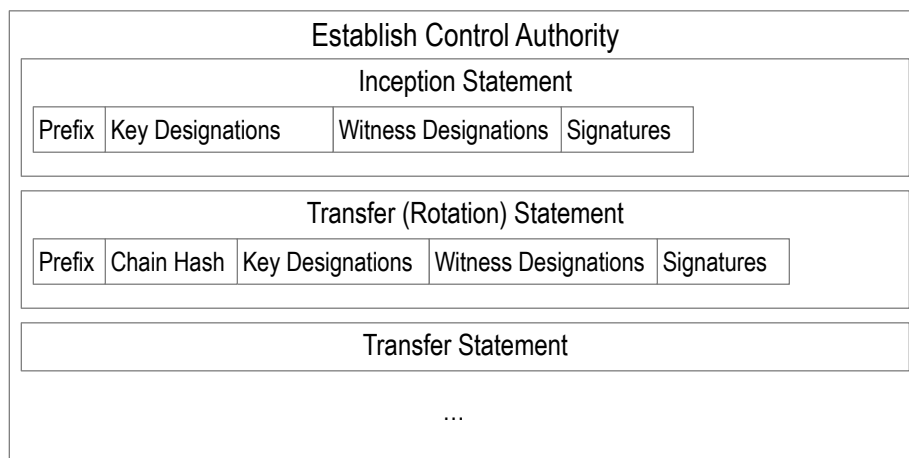 Establish Control Authority
Inception Statement
Prefix Key Designations Witness Designations Signatures
Transfer (Rotation) Statement
Prefix Chain Hash Key Designations Witness Designations Signatures
Transfer Statement
...